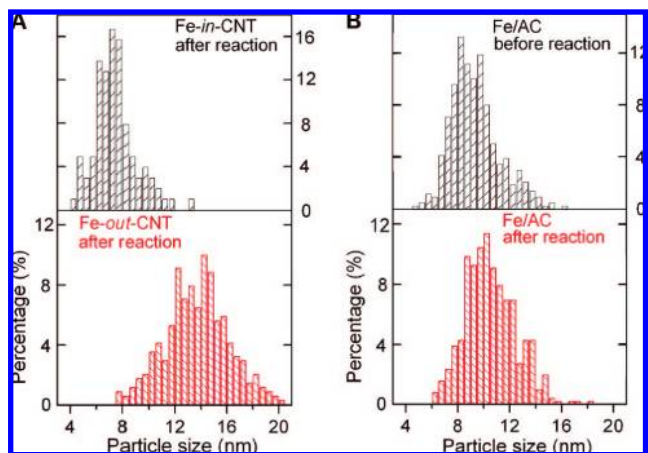 A
Fe-in-CNT
after reaction
16
12
8
4
0
Fe-out-CNT
after reaction
12
8
4
0
Percentage (%)
4 8 12 16 20
Particle size (nm)
B
Fe/AC
before reaction
12
8
4
0
Fe/AC
after reaction
12
8
4
0
Percentage (%)
4 8 12 16 20
Particle size (nm)